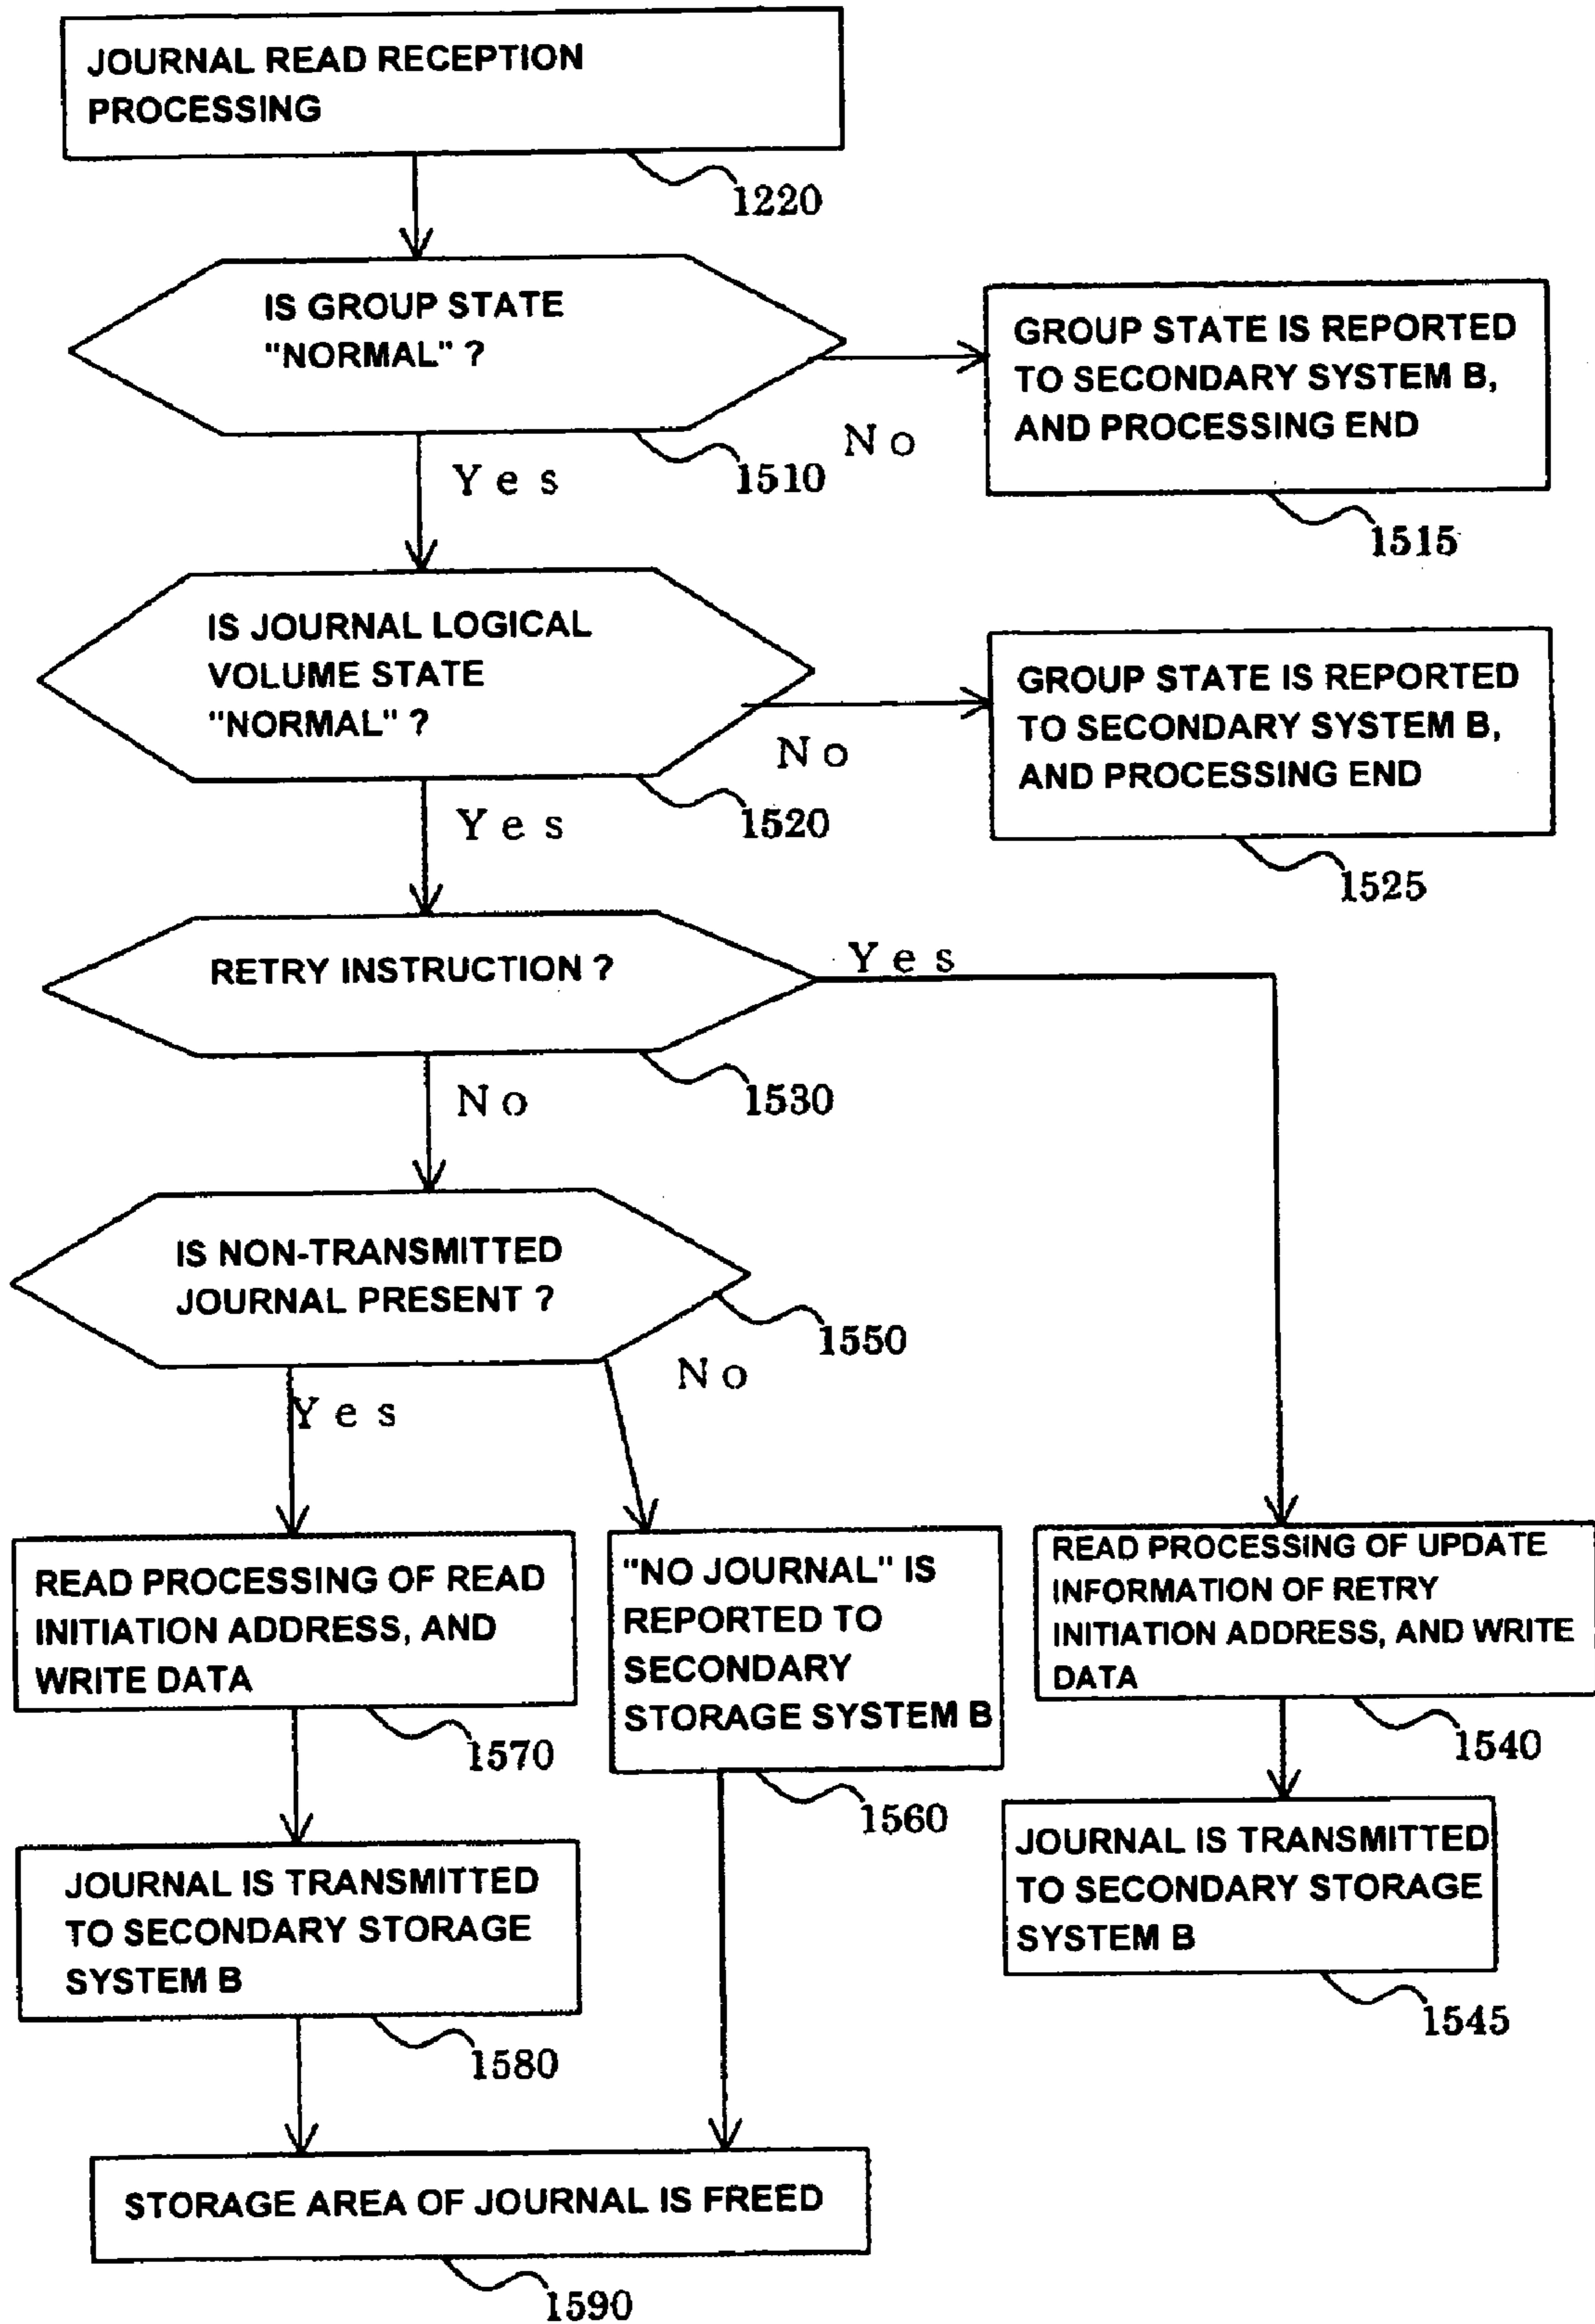 JOURNAL READ RECEPTION
PROCESSING
1220
IS GROUP STATE
"NORMAL" ?
1510
No
Yes
GROUP STATE IS REPORTED
TO SECONDARY SYSTEM B,
AND PROCESSING END
1515
IS JOURNAL LOGICAL
VOLUME STATE
"NORMAL" ?
1520
No
Yes
GROUP STATE IS REPORTED
TO SECONDARY SYSTEM B,
AND PROCESSING END
1525
RETRY INSTRUCTION ?
Yes
1530
No
IS NON-TRANSMITTED
JOURNAL PRESENT ?
1550
No
Yes
READ PROCESSING OF READ
INITIATION ADDRESS, AND
WRITE DATA
1570
"NO JOURNAL" IS
REPORTED TO
SECONDARY
STORAGE SYSTEM B
1560
READ PROCESSING OF UPDATE
INFORMATION OF RETRY
INITIATION ADDRESS, AND WRITE
DATA
1540
JOURNAL IS TRANSMITTED
TO SECONDARY STORAGE
SYSTEM B
1580
JOURNAL IS TRANSMITTED
TO SECONDARY STORAGE
SYSTEM B
1545
STORAGE AREA OF JOURNAL IS FREED
1590